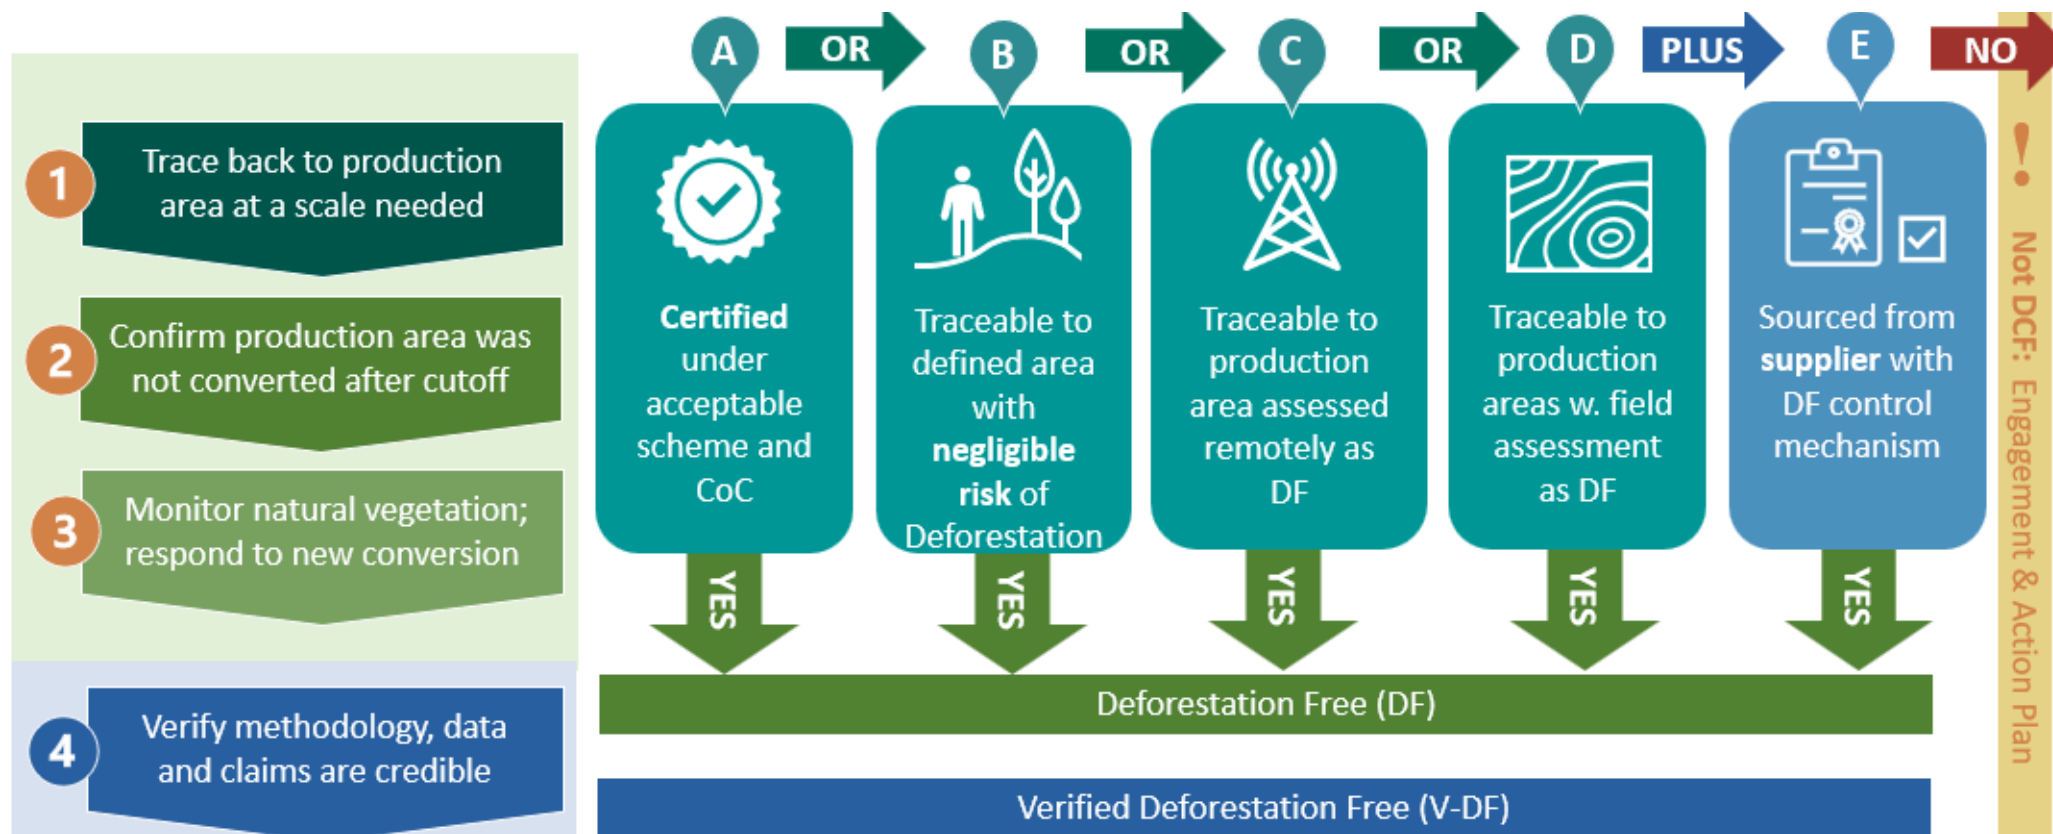 1
Trace back to production
area at a scale needed
2
Confirm production area was
not converted after cutoff
3
Monitor natural vegetation;
respond to new conversion
4
Verify methodology, data
and claims are credible
A
OR
B
OR
C
OR
D
PLUS
E
NO
Certified
under
acceptable
scheme and
CoC
Traceable to
defined area
with
negligible
risk of
Deforestation
Traceable to
production
area assessed
remotely as
DF
Traceable to
production
areas w. field
assessment
as DF
Sourced from
supplier with
DF control
mechanism
YES
YES
YES
YES
YES
Deforestation Free (DF)
Verified Deforestation Free (V-DF)
! Not DCF: Engagement & Action Plan